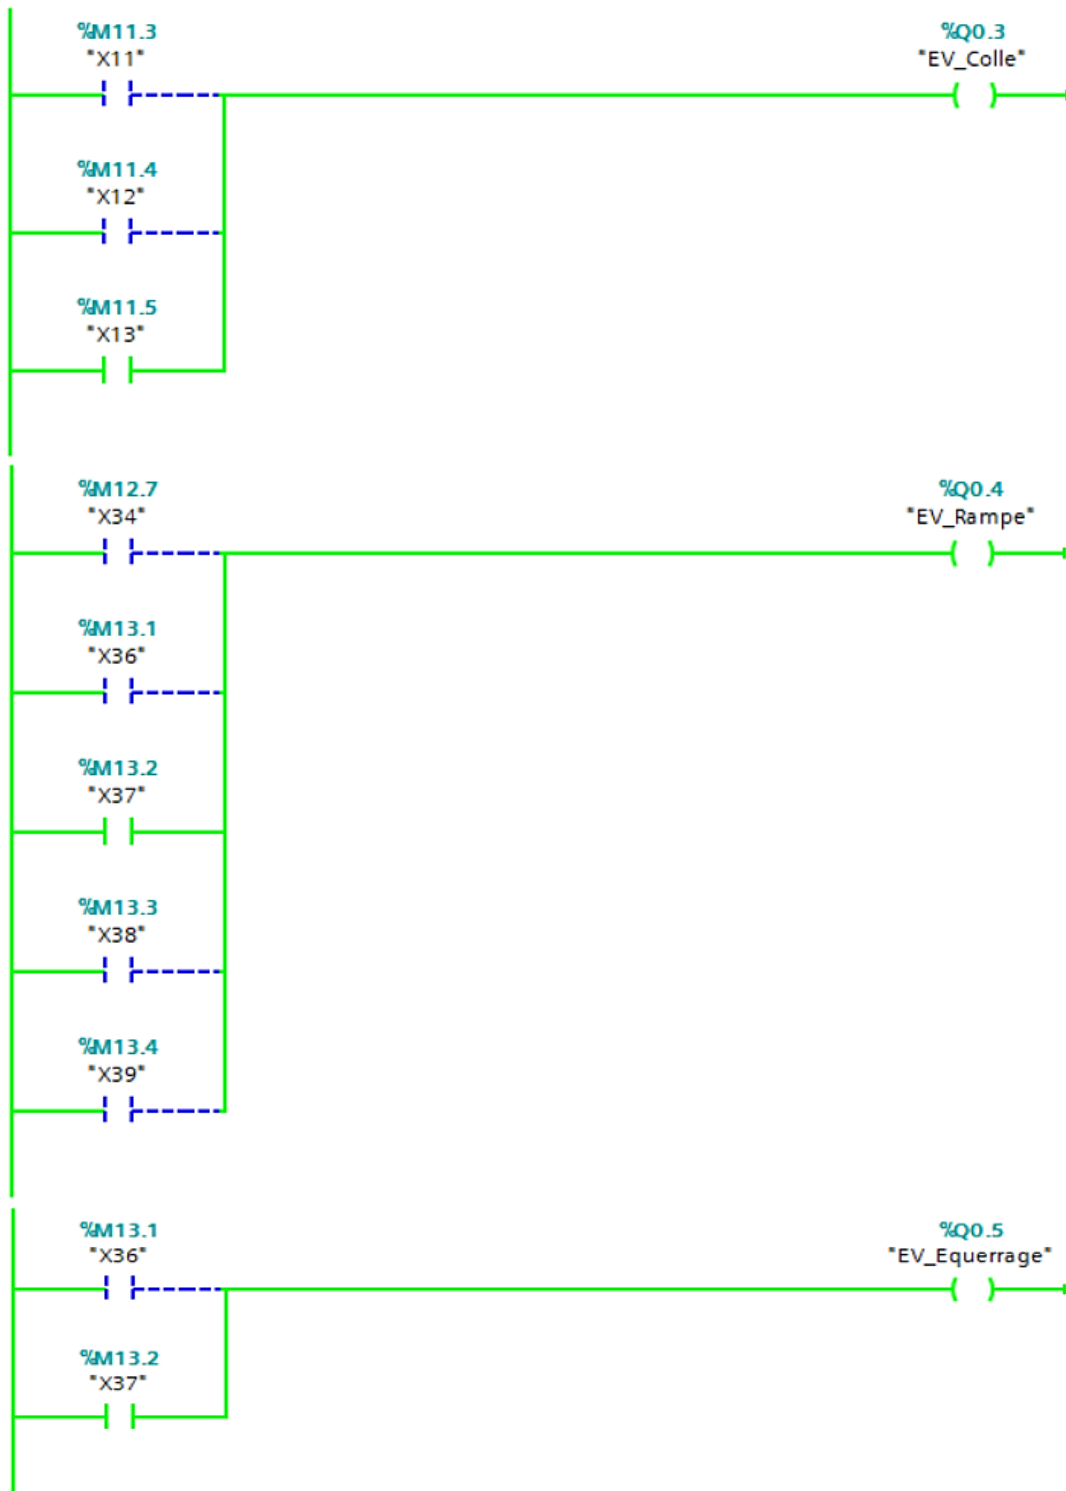 %M11.3
"X11"
%Q0.3
"EV_Colle"
%M11.4
"X12"
%M11.5
"X13"
%M12.7
"X34"
%Q0.4
"EV_Rampe"
%M13.1
"X36"
%M13.2
"X37"
%M13.3
"X38"
%M13.4
"X39"
%M13.1
"X36"
%Q0.5
"EV_Equerrage"
%M13.2
"X37"